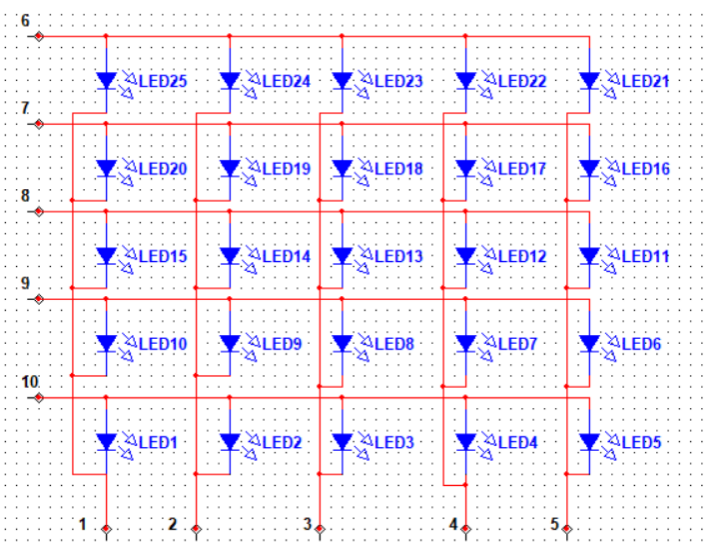 6
LED25 LED24 LED23 LED22 LED21
7
LED20 LED19 LED18 LED17 LED16
8
LED15 LED14 LED13 LED12 LED11
9
LED10 LED9 LED8 LED7 LED6
10
LED1 LED2 LED3 LED4 LED5
1 2 3 4 5